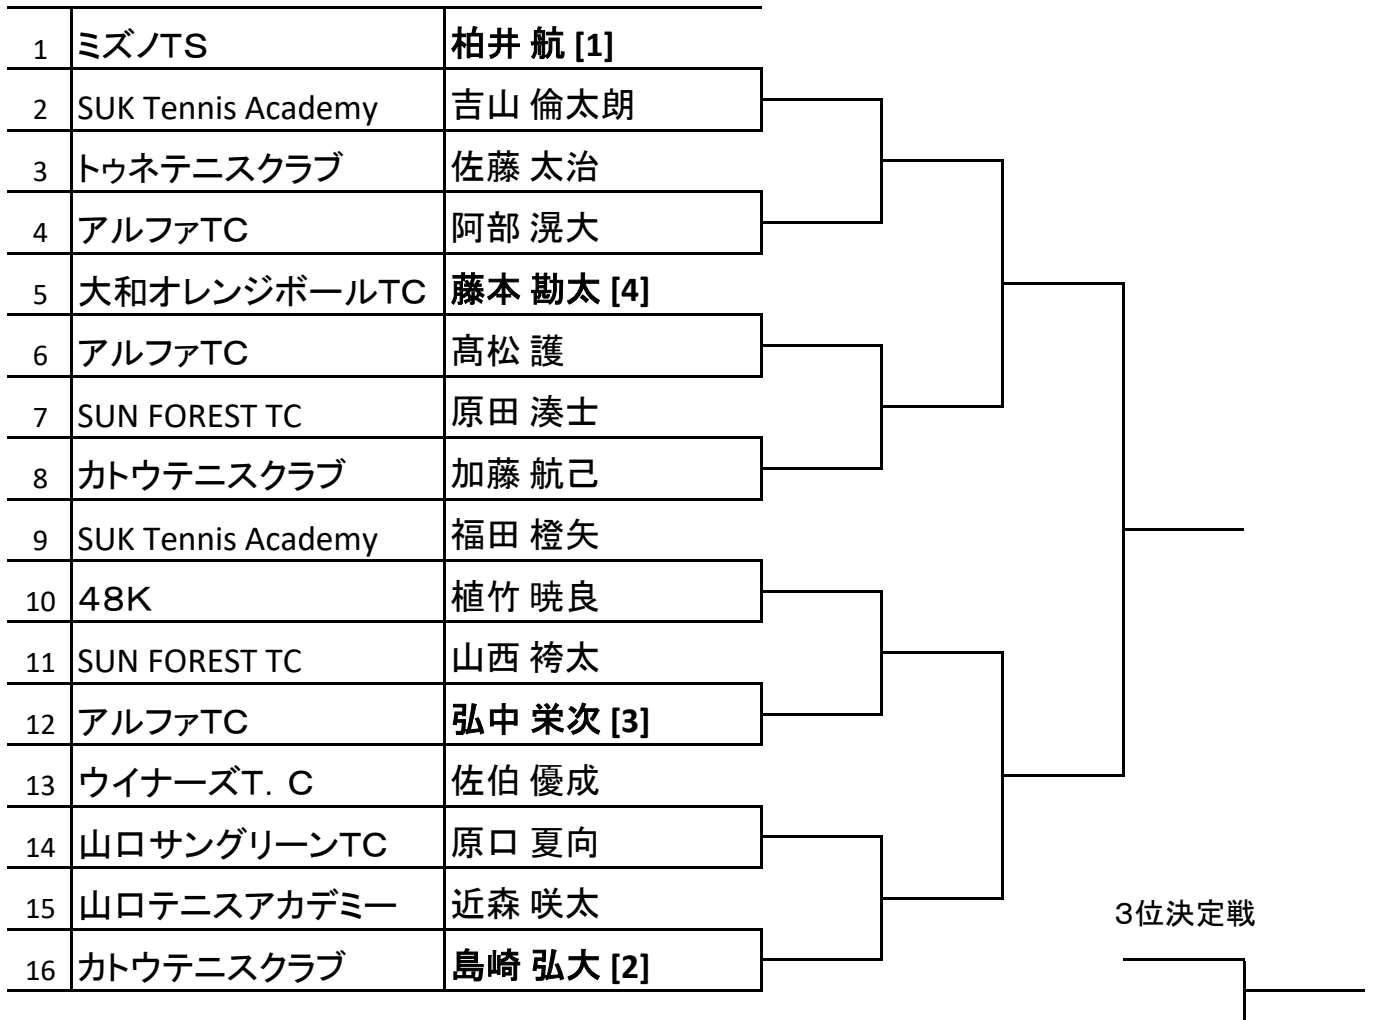 1 ミズノTS 柏井 航 [1]
2 SUK Tennis Academy 吉山 倫太朗
3 トゥネテニスクラブ 佐藤 太治
4 アルファTC 阿部 滉大
5 大和オレンジボールTC 藤本 勘太 [4]
6 アルファTC 髙松 護
7 SUN FOREST TC 原田 湊士
8 カトウテニスクラブ 加藤 航己
9 SUK Tennis Academy 福田 橙矢
10 48K 植竹 暁良
11 SUN FOREST TC 山西 袴太
12 アルファTC 弘中 栄次 [3]
13 ウイナーズT. C 佐伯 優成
14 山口サングリーンTC 原口 夏向
15 山口テニスアカデミー 近森 咲太
3位決定戦
16 カトウテニスクラブ 島崎 弘大 [2]